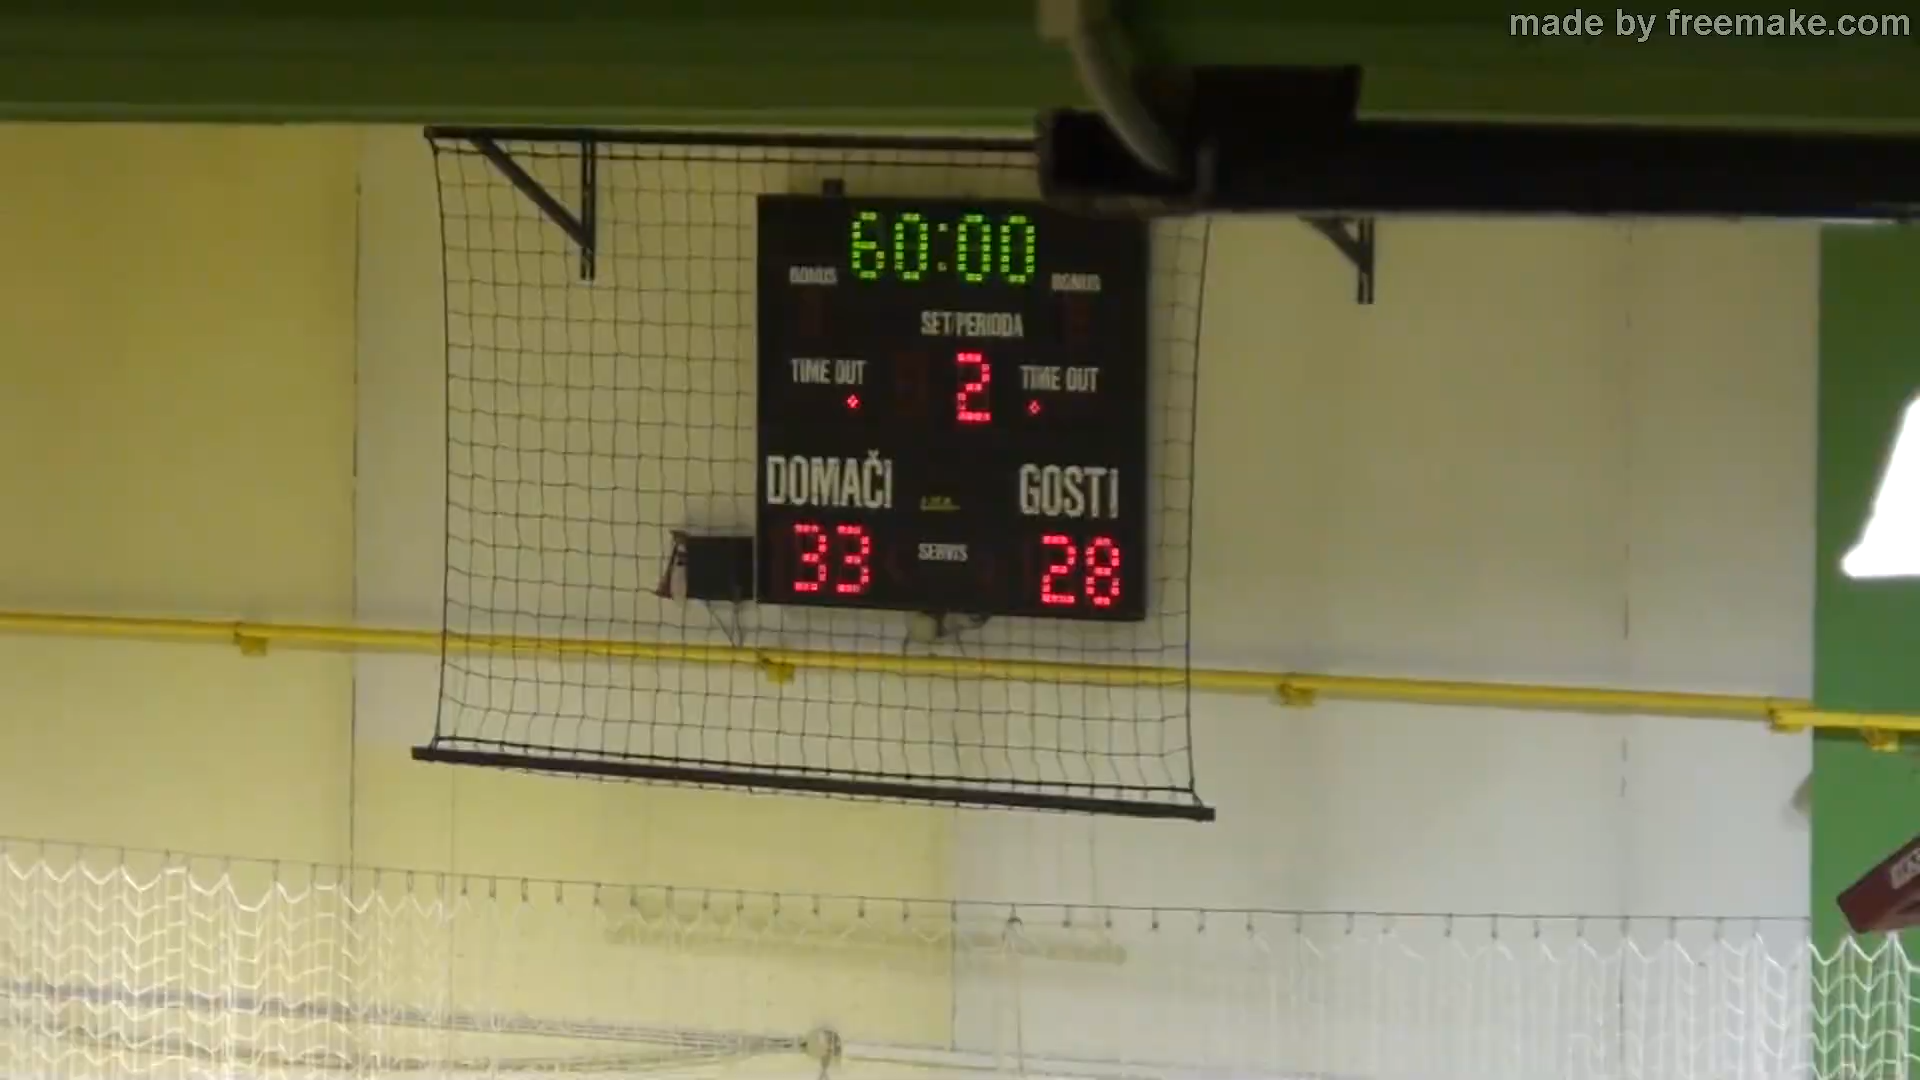 made by freemake.com
60:00
BONUS BONUS
SET/PERIODA
TIME OUT 2 TIME OUT
DOMAČI GOSTI
33 SERVIS 28